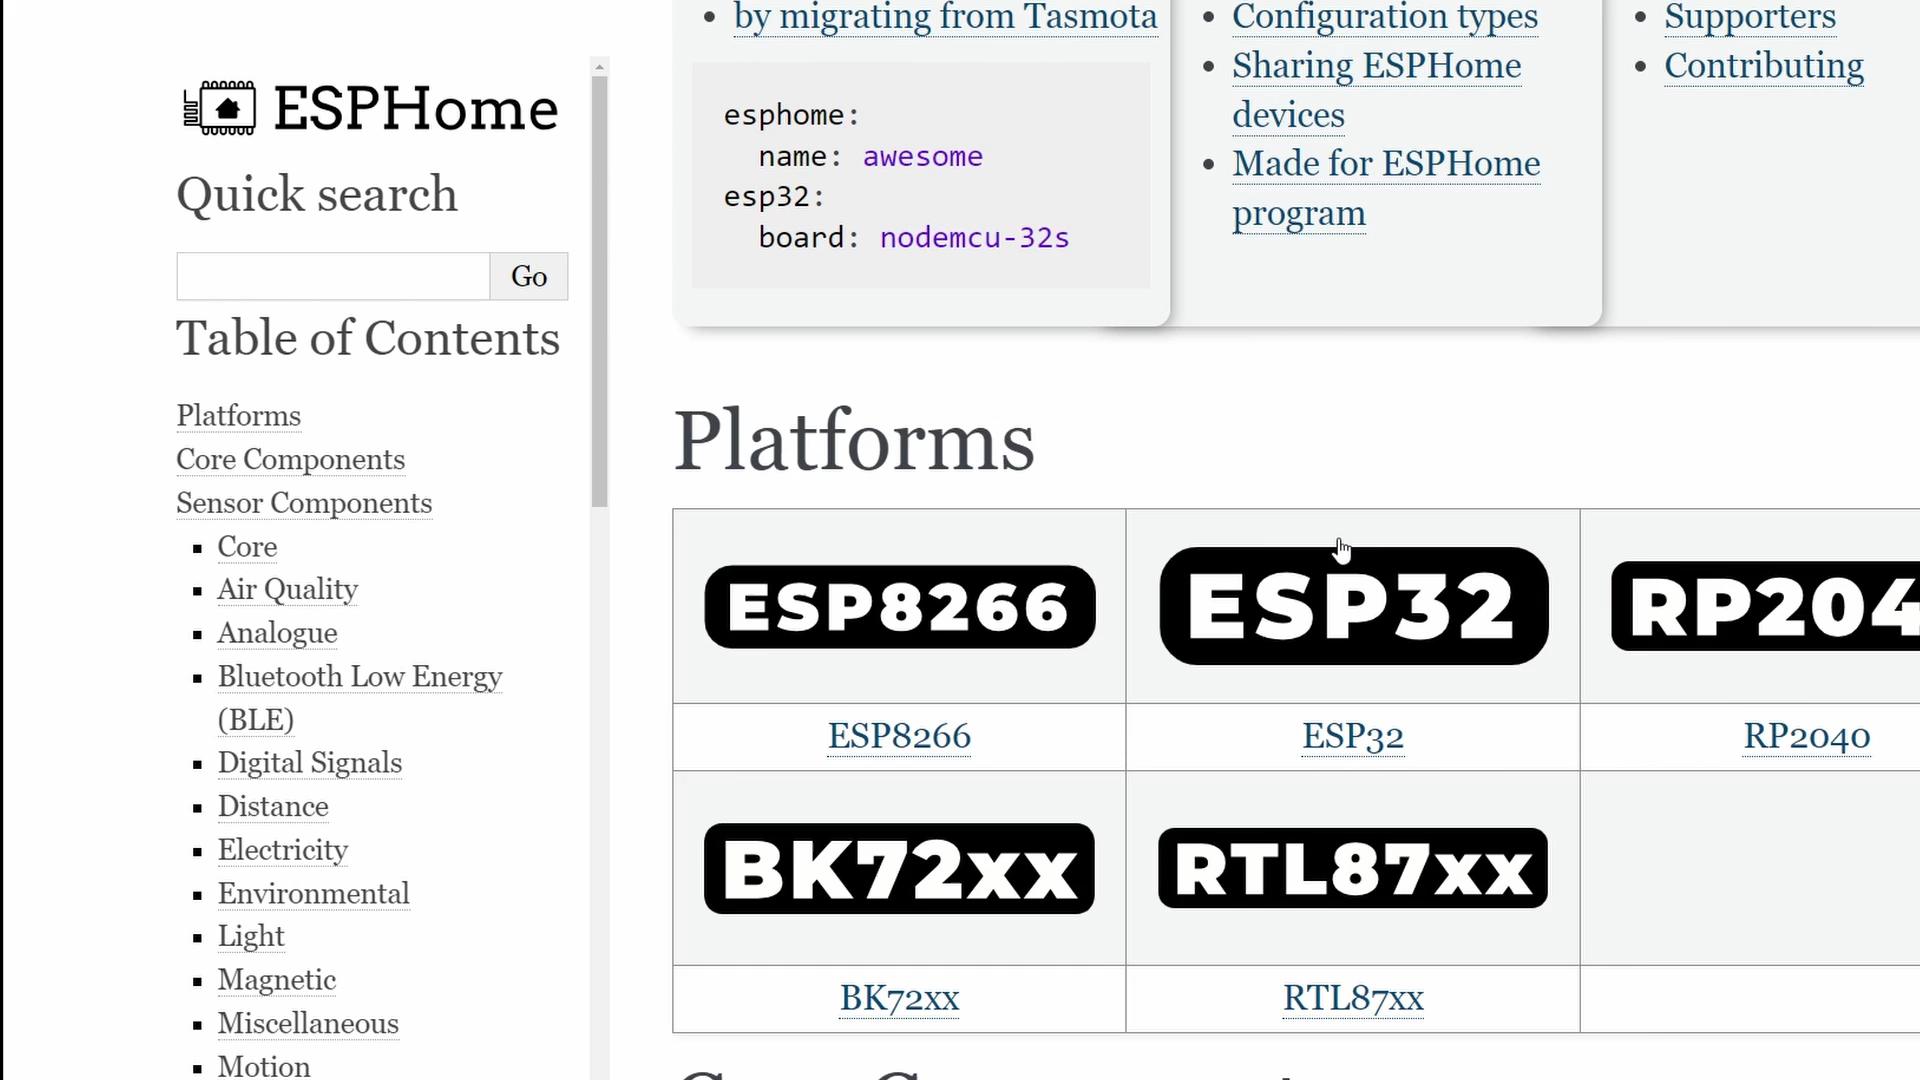 ESPHome
Quick search
Go
Table of Contents
Platforms
Core Components
Sensor Components
Core
Air Quality
Analogue
Bluetooth Low Energy
(BLE)
Digital Signals
Distance
Electricity
Environmental
Light
Magnetic
Miscellaneous
Motion
by migrating from Tasmota
esphome:
name: awesome
esp32:
board: nodemcu-32s
Configuration types
Sharing ESPHome
devices
Made for ESPHome
program
Supporters
Contributing
Platforms
ESP8266
ESP32
RP204
ESP8266
ESP32
RP2040
BK72xx
RTL87xx
BK72xx
RTL87xx